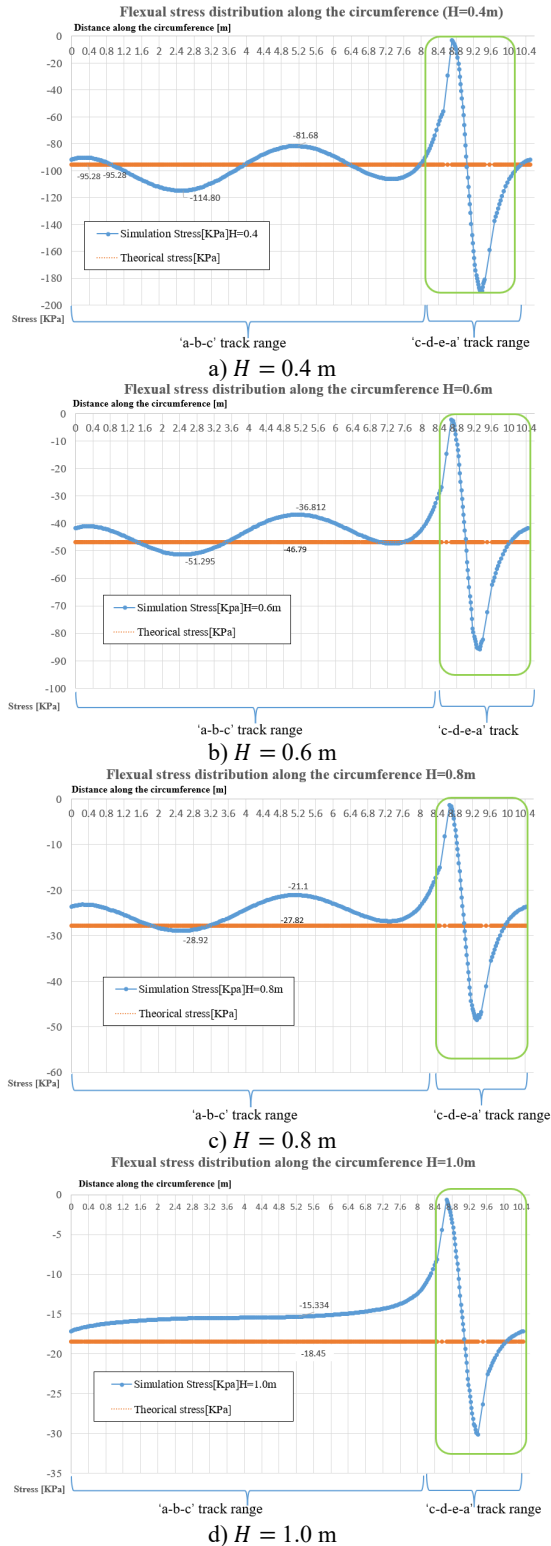 Flexual stress distribution along the circumference (H=0.4m)
Distance along the circumference [m]
0 0.4 0.8 1.2 1.6 2 2.4 2.8 3.2 3.6 4 4.4 4.8 5.2 5.6 6 6.4 6.8 7.2 7.6 8 8.4 8.8 9.2 9.6 10 10.4
0
-20
-40
-60
-80
-100
-120
-140
-160
-180
-200
-81.68
-95.28
-95.28
-114.80
Simulation Stress[KPa]H=0.4
Theorical stress[KPa]
Stress [KPa]
'a-b-c' track range
'c-d-e-a' track range
a) H = 0.4 m
Flexual stress distribution along the circumference H=0.6m
Distance along the circumference [m]
0 0.4 0.8 1.2 1.6 2 2.4 2.8 3.2 3.6 4 4.4 4.8 5.2 5.6 6 6.4 6.8 7.2 7.6 8 8.4 8.8 9.2 9.6 10 10.4
0
-10
-20
-30
-40
-50
-60
-70
-80
-90
-100
-36.812
-46.79
-51.295
Simulation Stress[Kpa]H=0.6m
Theorical stress[KPa]
Stress [KPa]
'a-b-c' track range
'c-d-e-a' track
b) H = 0.6 m
Flexual stress distribution along the circumference H=0.8m
Distance along the circumference [m]
0 0.4 0.8 1.2 1.6 2 2.4 2.8 3.2 3.6 4 4.4 4.8 5.2 5.6 6 6.4 6.8 7.2 7.6 8 8.4 8.8 9.2 9.6 10 10.4
0
-10
-20
-30
-40
-50
-60
-21.1
-27.82
-28.92
Simulation Stress[Kpa]H=0.8m
Theorical stress[KPa]
Stress [KPa]
'a-b-c' track range
'c-d-e-a' track range
c) H = 0.8 m
Flexual stress distribution along the circumference H=1.0m
Distance along the circumference [m]
0 0.4 0.8 1.2 1.6 2 2.4 2.8 3.2 3.6 4 4.4 4.8 5.2 5.6 6 6.4 6.8 7.2 7.6 8 8.4 8.8 9.2 9.6 10 10.4
0
-5
-10
-15
-20
-25
-30
-35
-15.334
-18.45
Simulation Stress[KPa]H=1.0m
Theorical stress[KPa]
Stress [KPa]
'a-b-c' track range
'c-d-e-a' track range
d) H = 1.0 m